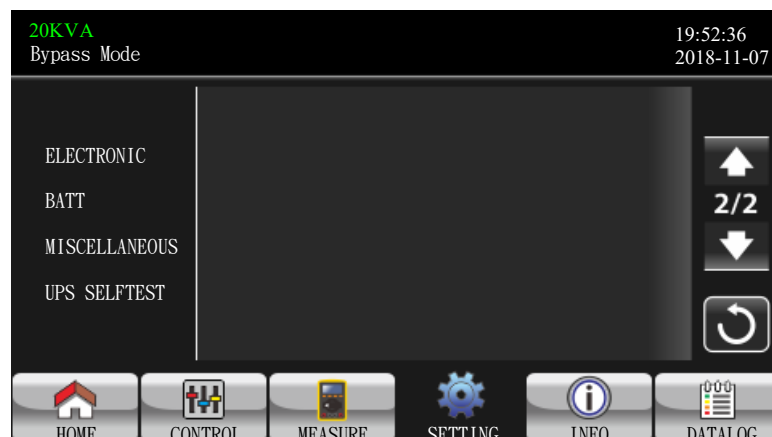 20KVA
Bypass Mode
19:52:36
2018-11-07
ELECTRONIC
BATT
MISCELLANEOUS
UPS SELFTEST
2/2
HOME
CONTROL
MEASURE
SETTING
INFO
DATALOG